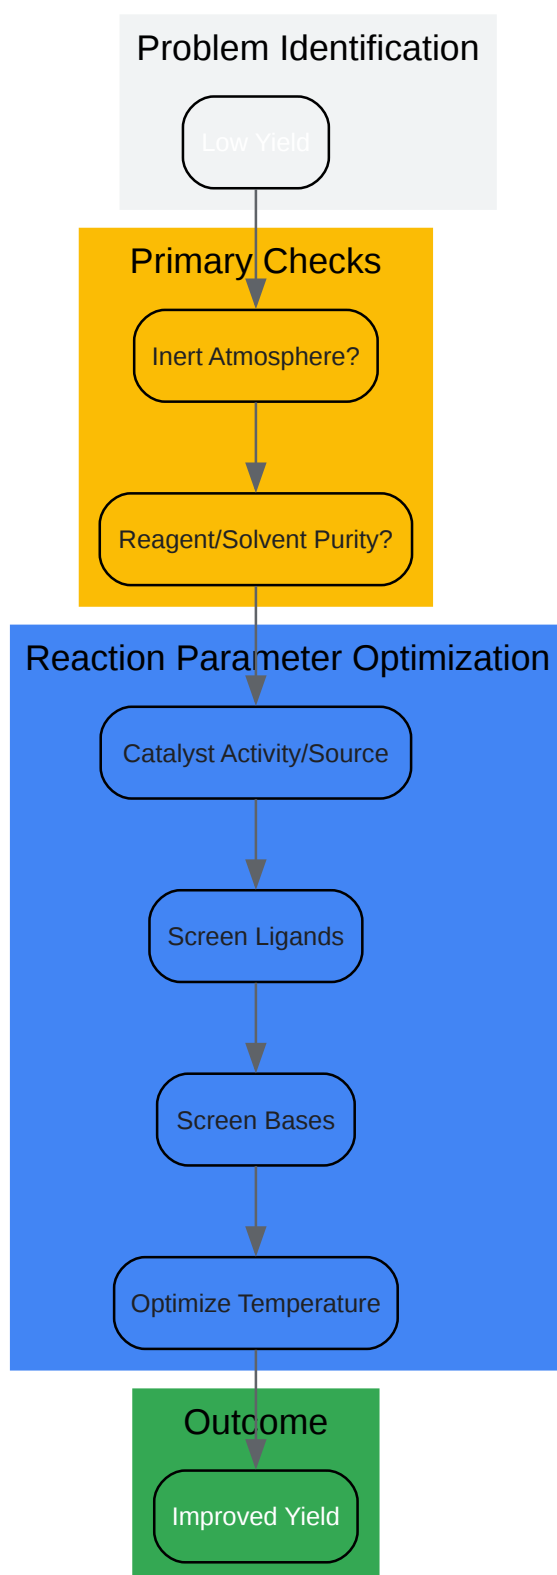 Problem Identification
Low Yield
Primary Checks
Inert Atmosphere?
Reagent/Solvent Purity?
Reaction Parameter Optimization
Catalyst Activity/Source
Screen Ligands
Screen Bases
Optimize Temperature
Outcome
Improved Yield